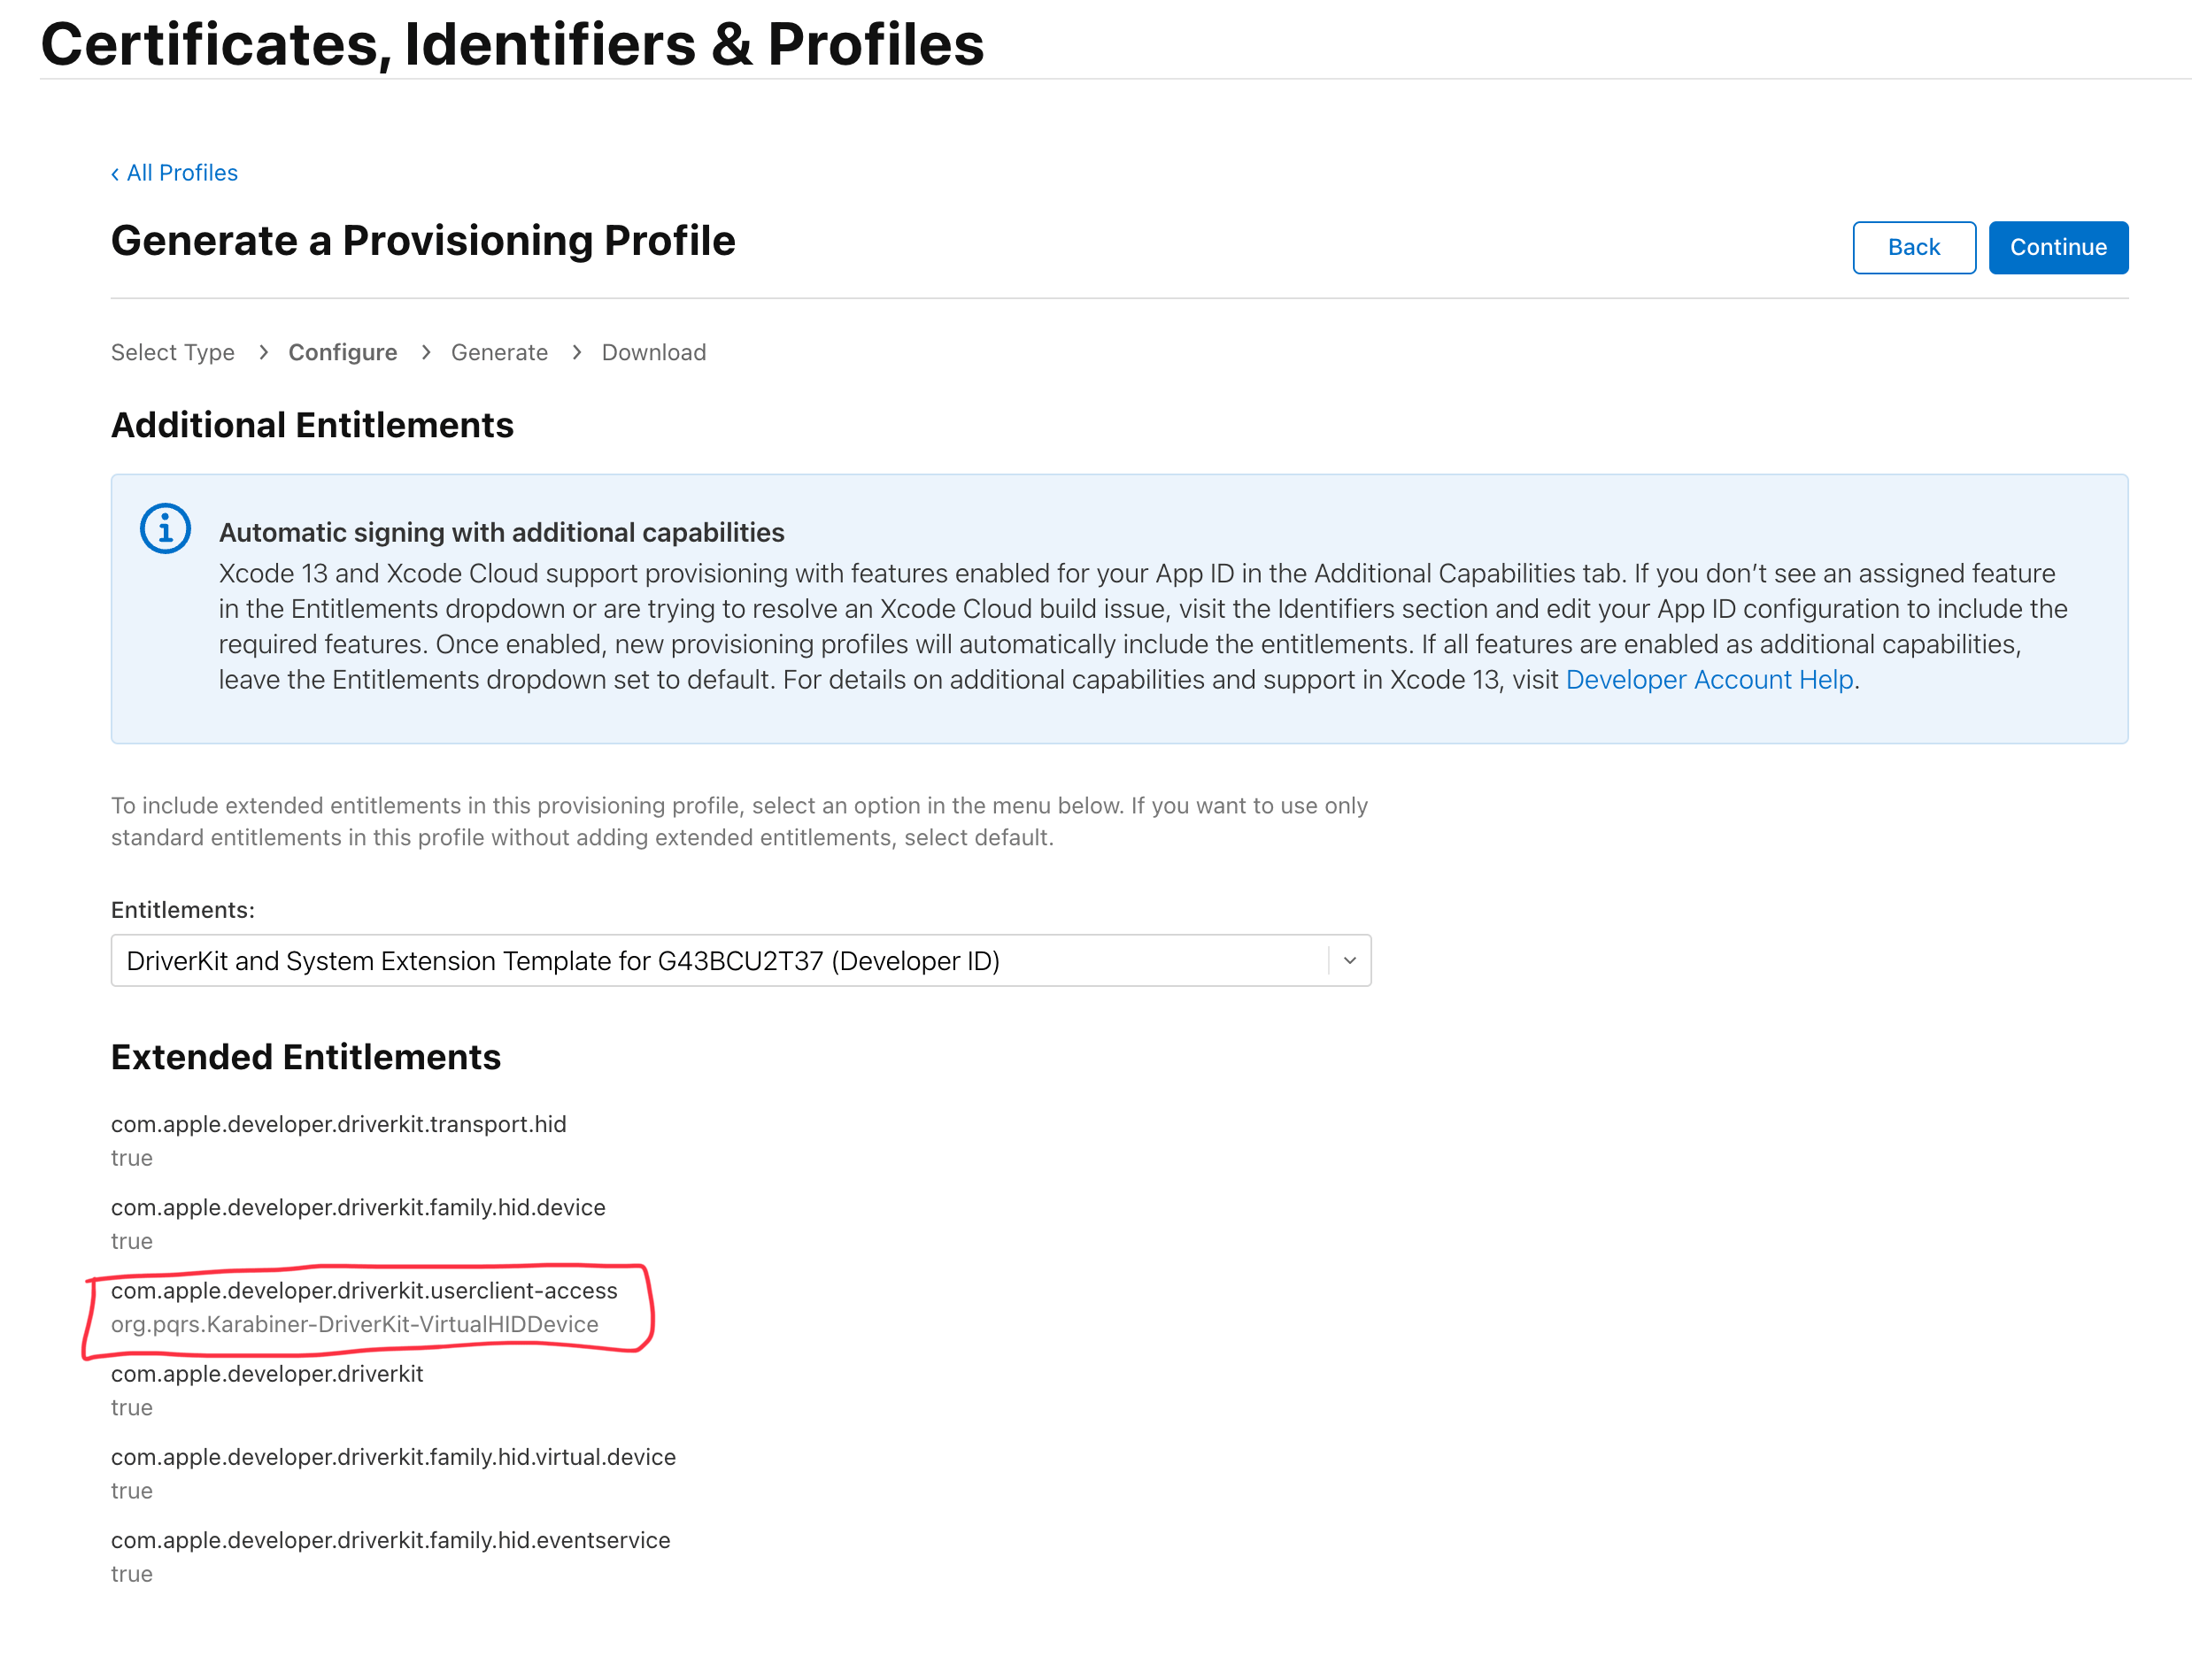 Certificates, Identifiers & Profiles
‹ All Profiles
Generate a Provisioning Profile
Back
Continue
Select Type > Configure > Generate > Download
Additional Entitlements
Automatic signing with additional capabilities
Xcode 13 and Xcode Cloud support provisioning with features enabled for your App ID in the Additional Capabilities tab. If you don’t see an assigned feature
in the Entitlements dropdown or are trying to resolve an Xcode Cloud build issue, visit the Identifiers section and edit your App ID configuration to include the
required features. Once enabled, new provisioning profiles will automatically include the entitlements. If all features are enabled as additional capabilities,
leave the Entitlements dropdown set to default. For details on additional capabilities and support in Xcode 13, visit Developer Account Help.
To include extended entitlements in this provisioning profile, select an option in the menu below. If you want to use only
standard entitlements in this profile without adding extended entitlements, select default.
Entitlements:
DriverKit and System Extension Template for G43BCU2T37 (Developer ID)
Extended Entitlements
com.apple.developer.driverkit.transport.hid
true
com.apple.developer.driverkit.family.hid.device
true
com.apple.developer.driverkit.userclient-access
org.pqrs.Karabiner-DriverKit-VirtualHIDDevice
com.apple.developer.driverkit
true
com.apple.developer.driverkit.family.hid.virtual.device
true
com.apple.developer.driverkit.family.hid.eventservice
true